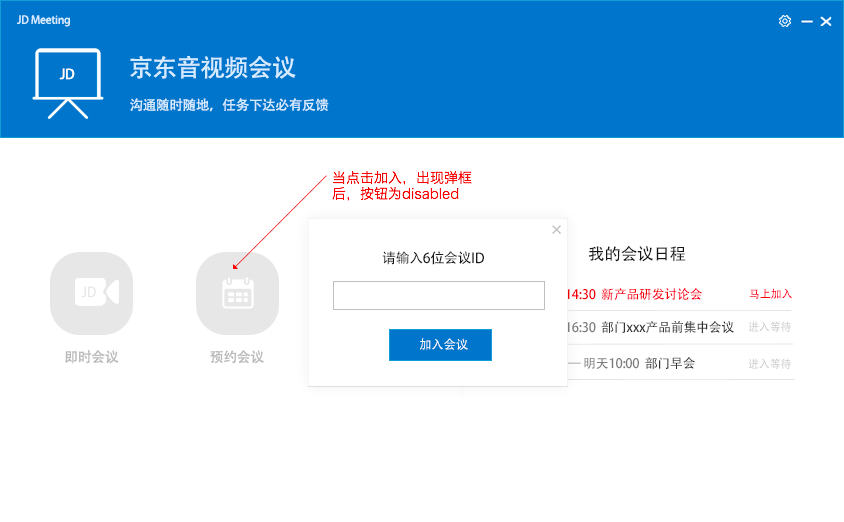 JD Meeting
JD
京东音视频会议
沟通随时随地，任务下达必有反馈
当点击加入，出现弹框
后，按钮为disabled
JD
即时会议
预约会议
请输入6位会议ID
加入会议
我的会议日程
14:30 新产品研发讨论会 马上加入
16:30 部门xxx产品前集中会议 进入等待
一 明天10:00 部门早会 进入等待